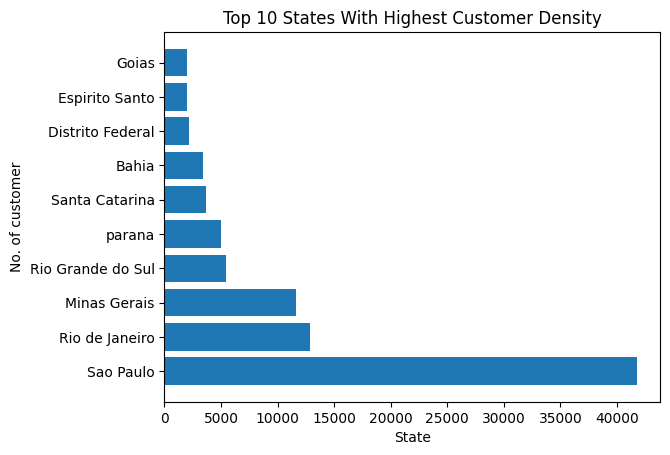 Top 10 States With Highest Customer Density
No. of customer
Goias
Espirito Santo
Distrito Federal
Bahia
Santa Catarina
parana
Rio Grande do Sul
Minas Gerais
Rio de Janeiro
Sao Paulo
0 5000 10000 15000 20000 25000 30000 35000 40000
State